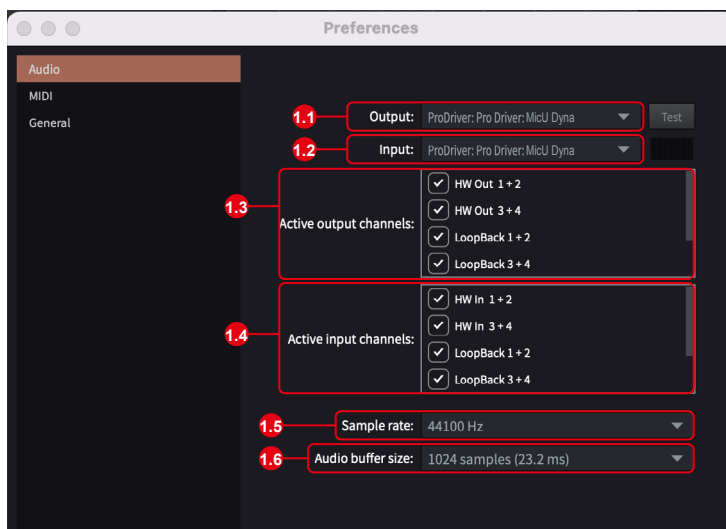 Preferences
Audio
MIDI
General
1.1 Output: ProDriver: Pro Driver: MicU Dyna Test
1.2 Input: ProDriver: Pro Driver: MicU Dyna
1.3 Active output channels:
HW Out 1 + 2
HW Out 3 + 4
LoopBack 1 + 2
LoopBack 3 + 4
1.4 Active input channels:
HW In 1 + 2
HW In 3 + 4
LoopBack 1 + 2
LoopBack 3 + 4
1.5 Sample rate: 44100 Hz
1.6 Audio buffer size: 1024 samples (23.2 ms)